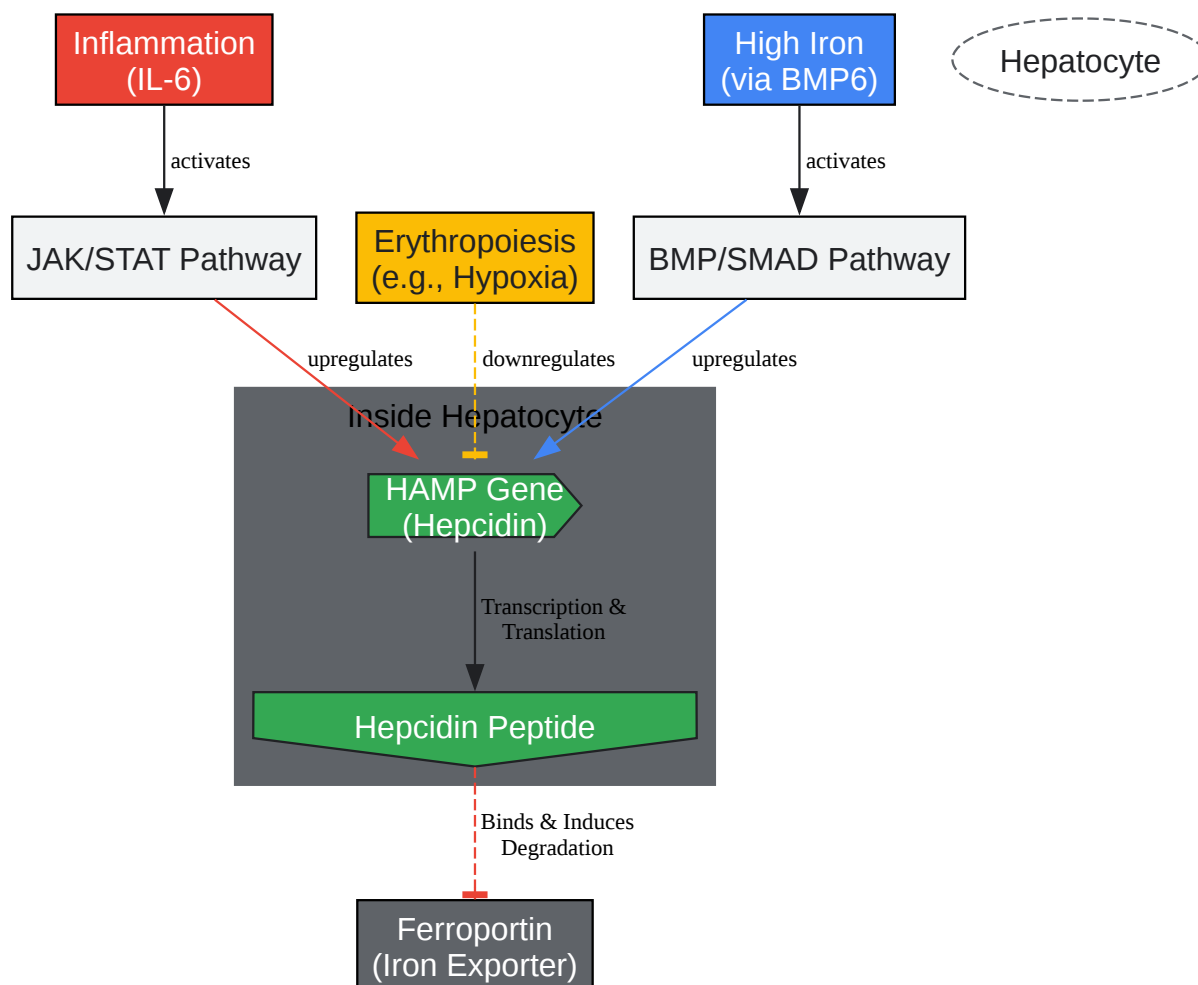 Inflammation
(IL-6)
High Iron
(via BMP6)
Hepatocyte
activates
activates
JAK/STAT Pathway
Erythropoiesis
(e.g., Hypoxia)
BMP/SMAD Pathway
upregulates
downregulates
upregulates
Inside Hepatocyte
HAMP Gene
(Hepcidin)
Transcription &
Translation
Hepcidin Peptide
Binds & Induces
Degradation
Ferroportin
(Iron Exporter)